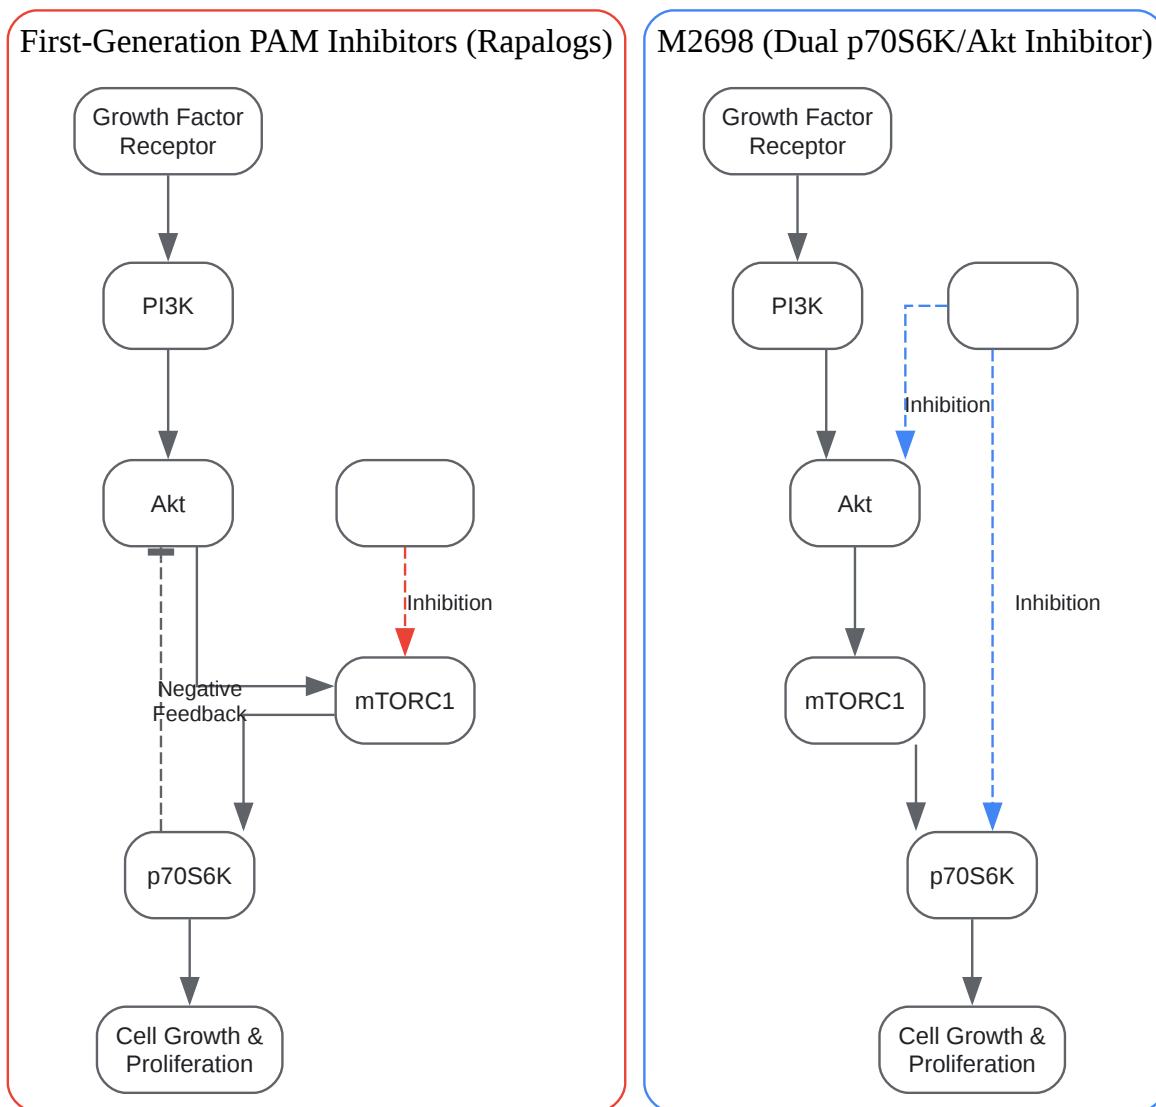 First-Generation PAM Inhibitors (Rapalogs)
Growth Factor
Receptor
PI3K
Akt
Inhibition
Negative
Feedback
mTORC1
p70S6K
Cell Growth &
Proliferation
M2698 (Dual p70S6K/Akt Inhibitor)
Growth Factor
Receptor
PI3K
Inhibition
Akt
Inhibition
mTORC1
p70S6K
Cell Growth &
Proliferation